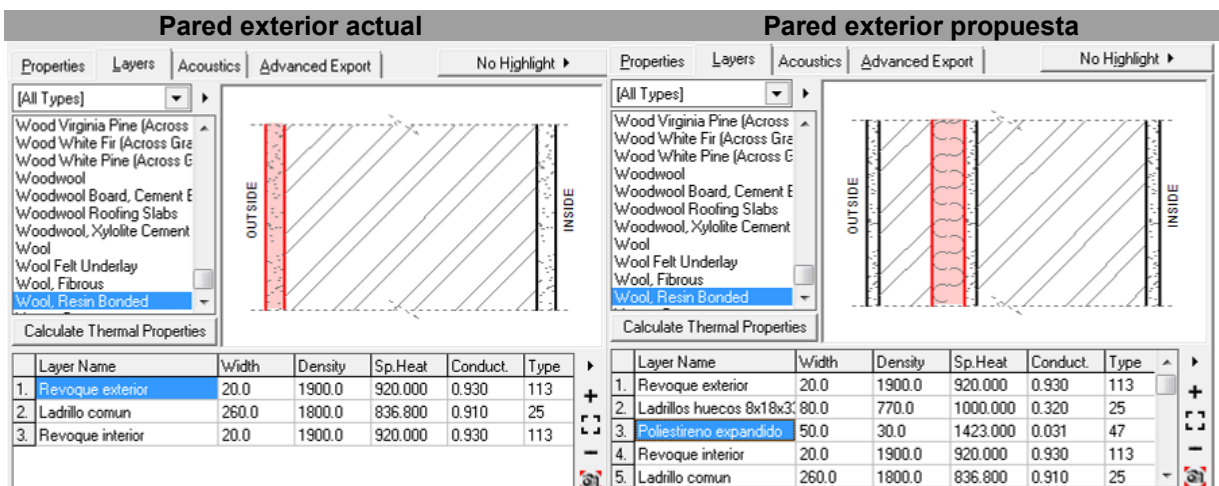 Pared exterior actual
Pared exterior propuesta
Properties Layers Acoustics Advanced Export No Highlight
[All Types]
Wood Virginia Pine (Across
Wood White Fir (Across Gra
Wood White Pine (Across G
Woodwool
Woodwool Board, Cement B
Woodwool Roofing Slabs
Woodwool, Xylolite Cement
Wool
Wool Felt Underlay
Wool, Fibrous
Wool, Resin Bonded
Calculate Thermal Properties
OUTSIDE
INSIDE
Layer Name Width Density Sp.Heat Conduct. Type
1. Revoque exterior 20.0 1900.0 920.000 0.930 113
2. Ladrillo comun 260.0 1800.0 836.800 0.910 25
3. Revoque interior 20.0 1900.0 920.000 0.930 113
Properties Layers Acoustics Advanced Export No Highlight
[All Types]
Wood Virginia Pine (Across
Wood White Fir (Across Gra
Wood White Pine (Across G
Woodwool
Woodwool Board, Cement B
Woodwool Roofing Slabs
Woodwool, Xylolite Cement
Wool
Wool Felt Underlay
Wool, Fibrous
Wool, Resin Bonded
Calculate Thermal Properties
OUTSIDE
INSIDE
Layer Name Width Density Sp.Heat Conduct. Type
1. Revoque exterior 20.0 1900.0 920.000 0.930 113
2. Ladrillos huecos 8x18x33 80.0 770.0 1000.000 0.320 25
3. Poliestireno expandido 50.0 30.0 1423.000 0.031 47
4. Revoque interior 20.0 1900.0 920.000 0.930 113
5. Ladrillo comun 260.0 1800.0 836.800 0.910 25